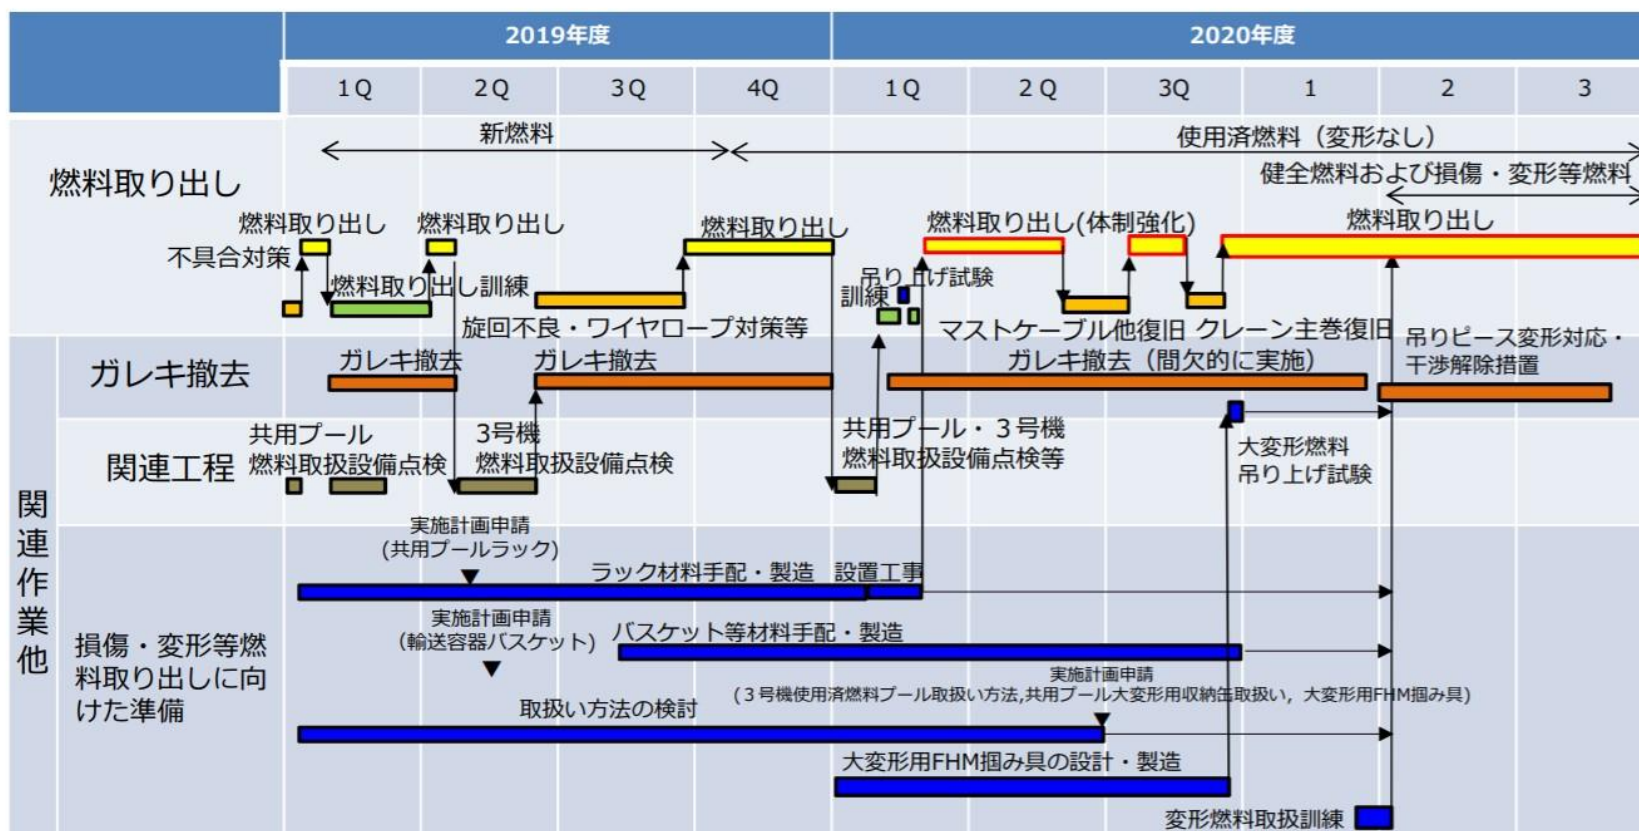 2019年度
2020年度
1Q
2Q
3Q
4Q
1Q
2Q
3Q
1
2
3
燃料取り出し
新燃料
使用済燃料（変形なし）
健全燃料および損傷・変形等燃料
燃料取り出し
燃料取り出し
燃料取り出し
燃料取り出し(体制強化)
燃料取り出し
不具合対策
燃料取り出し訓練
吊り上げ試験
訓練
旋回不良・ワイヤロープ対策等
マストケーブル他復旧
クレーン主巻復旧
関連作業他
ガレキ撤去
ガレキ撤去
ガレキ撤去
ガレキ撤去（間欠的に実施）
吊りピース変形対応・
干渉解除措置
関連工程
共用プール
燃料取扱設備点検
3号機
燃料取扱設備点検
共用プール・３号機
燃料取扱設備点検等
大変形燃料
吊り上げ試験
損傷・変形等燃
料取り出しに向
けた準備
実施計画申請
(共用プールラック)
ラック材料手配・製造
設置工事
実施計画申請
(輸送容器バスケット)
バスケット等材料手配・製造
実施計画申請
(３号機使用済燃料プール取扱い方法,共用プール大変形用収納缶取扱い，大変形用FHM掴み具)
取扱い方法の検討
大変形用FHM掴み具の設計・製造
変形燃料取扱訓練